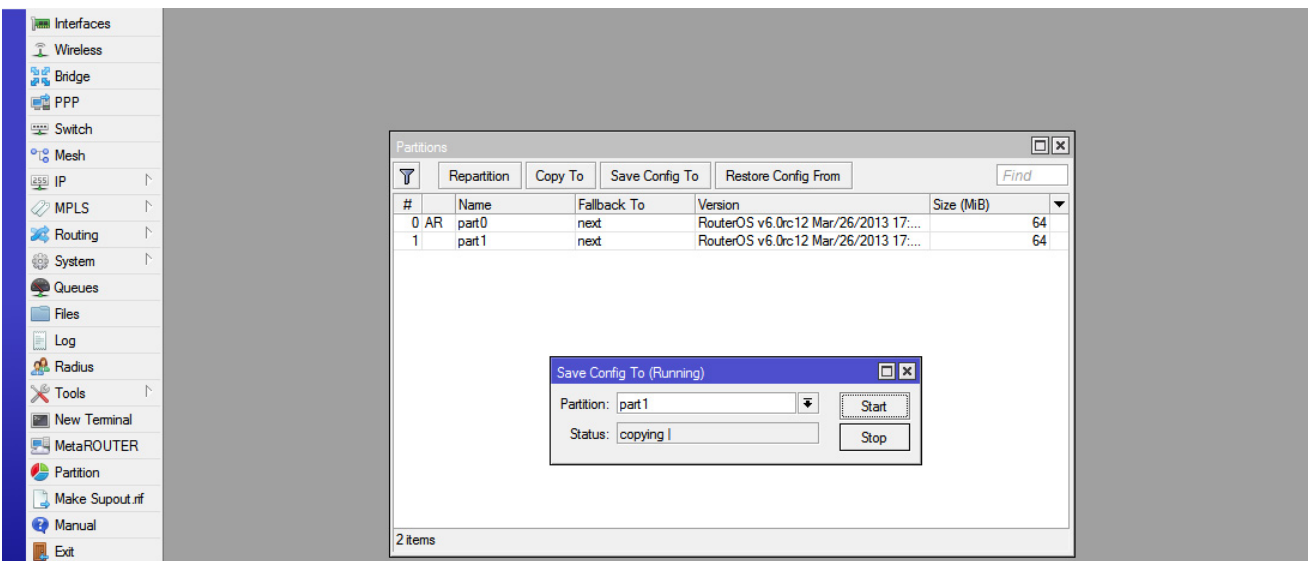 Interfaces
Wireless
Bridge
PPP
Switch
Mesh
IP
MPLS
Routing
System
Queues
Files
Log
Radius
Tools
New Terminal
MetaROUTER
Partition
Make Supout.rif
Manual
Exit
Partitions
Repartition Copy To Save Config To Restore Config From Find
# Name Fallback To Version Size (MiB)
0 AR part0 next RouterOS v6.0rc12 Mar/26/2013 17:... 64
1 part1 next RouterOS v6.0rc12 Mar/26/2013 17:... 64
Save Config To (Running)
Partition: part1 Start
Status: copying | Stop
2 items